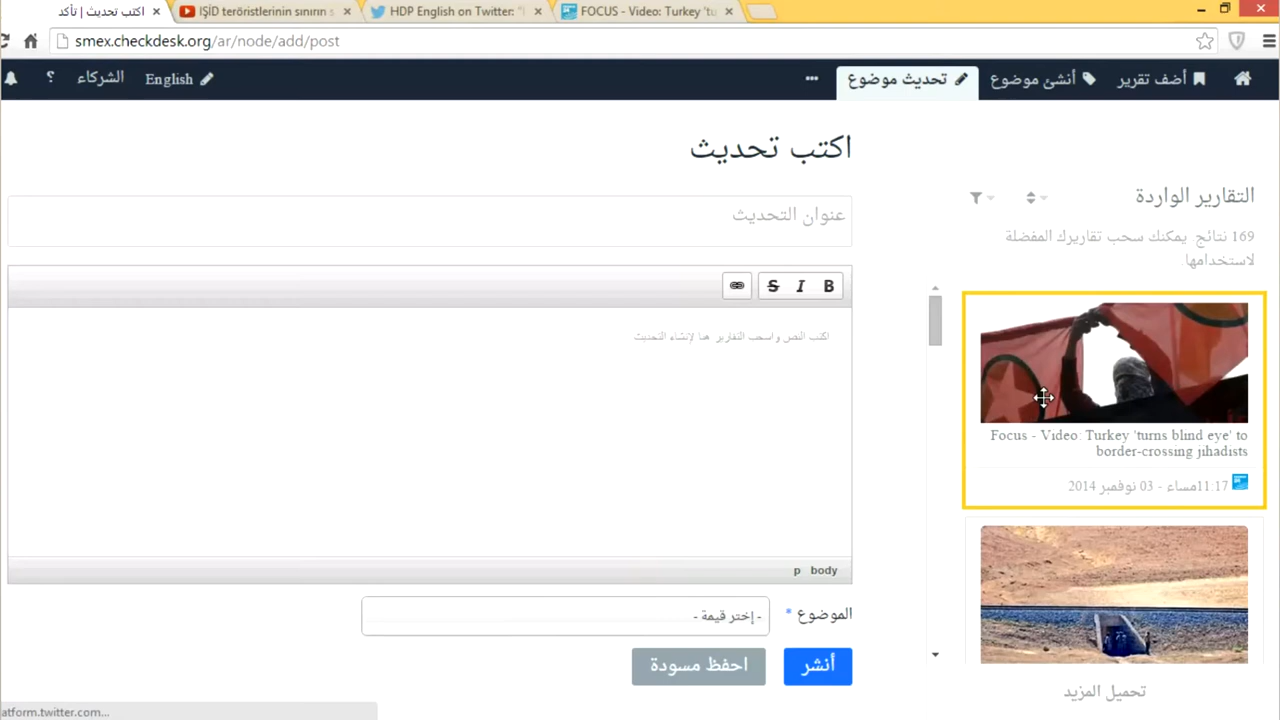 اكتب تحديث | تأكد
IŞİD teröristlerinin sınırın s
HDP English on Twitter: "i
FOCUS - Video: Turkey 'tu
smex.checkdesk.org/ar/node/add/post
أضف تقرير
أنشئ موضوع
تحديث موضوع
...
English
الشركاء
؟
اكتب تحديث
التقارير الواردة
169 نتائج. يمكنك سحب تقاريرك المفضلة
لاستخدامها.
عنوان التحديث
B I S
اكتب النص واسحب التقارير هنا لإنشاء التحديث
Focus - Video: Turkey 'turns blind eye' to
border-crossing jihadists
11:17مساء - 03 نوفمبر 2014
body p
الموضوع *
- إختر قيمة -
أنشر
احفظ مسودة
تحميل المزيد
atform.twitter.com...